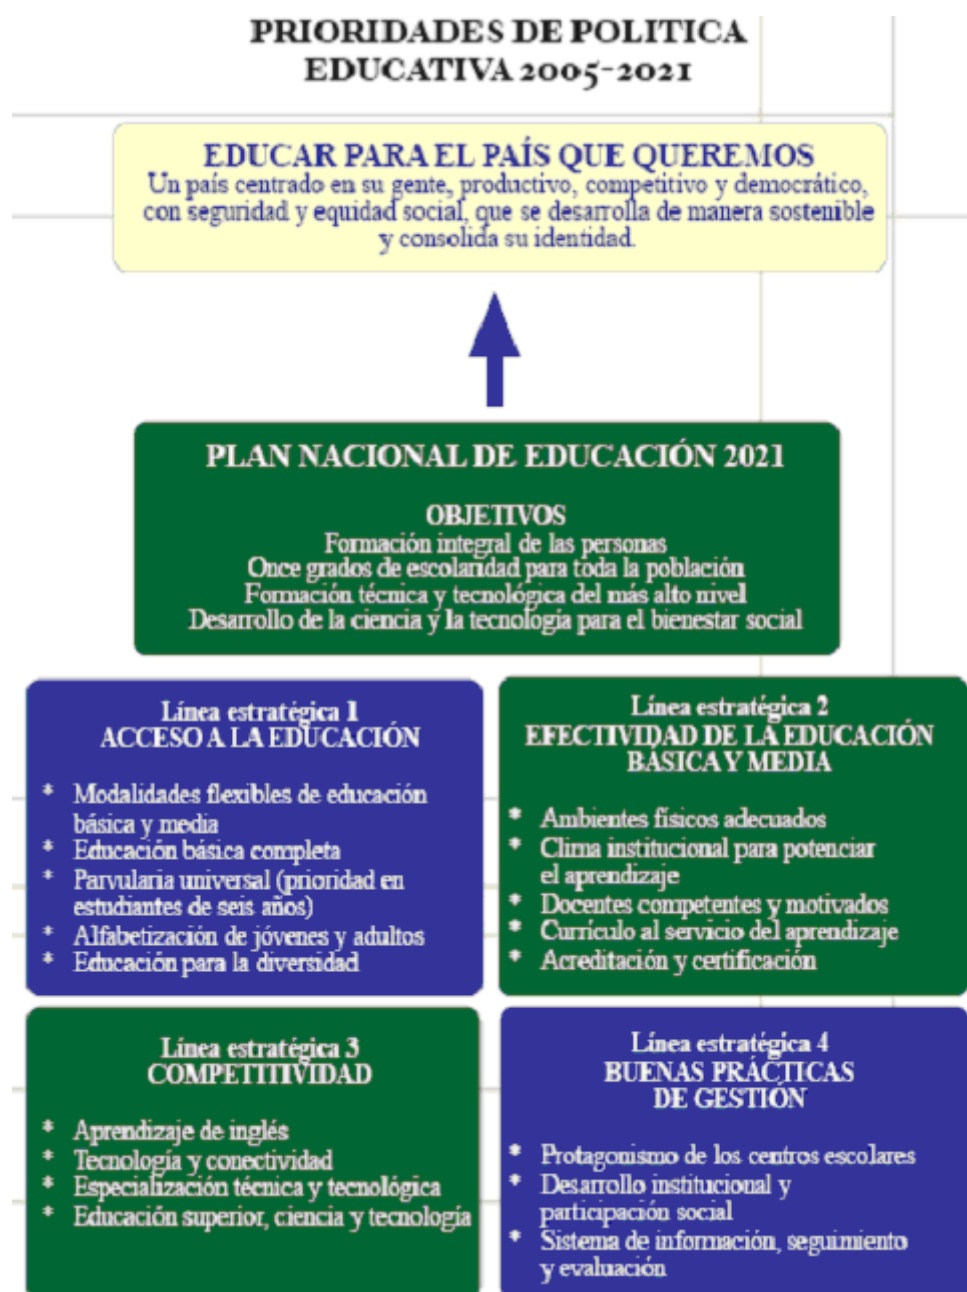 PRIORIDADES DE POLITICA
EDUCATIVA 2005-2021
EDUCAR PARA EL PAÍS QUE QUEREMOS
Un país centrado en su gente, productivo, competitivo y democrático,
con seguridad y equidad social, que se desarrolla de manera sostenible
y consolida su identidad.
PLAN NACIONAL DE EDUCACIÓN 2021
OBJETIVOS
Formación integral de las personas
Once grados de escolaridad para toda la población
Formación técnica y tecnológica del más alto nivel
Desarrollo de la ciencia y la tecnología para el bienestar social
Línea estratégica 1
ACCESO A LA EDUCACIÓN
* Modalidades flexibles de educación
básica y media
* Educación básica completa
* Parvularia universal (prioridad en
estudiantes de seis años)
* Alfabetización de jóvenes y adultos
* Educación para la diversidad
Línea estratégica 2
EFECTIVIDAD DE LA EDUCACIÓN
BÁSICA Y MEDIA
* Ambientes físicos adecuados
* Clima institucional para potenciar
el aprendizaje
* Docentes competentes y motivados
* Currículo al servicio del aprendizaje
* Acreditación y certificación
Línea estratégica 3
COMPETITIVIDAD
* Aprendizaje de inglés
* Tecnología y conectividad
* Especialización técnica y tecnológica
* Educación superior, ciencia y tecnología
Línea estratégica 4
BUENAS PRÁCTICAS
DE GESTIÓN
* Protagonismo de los centros escolares
* Desarrollo institucional y
participación social
* Sistema de información, seguimiento
y evaluación